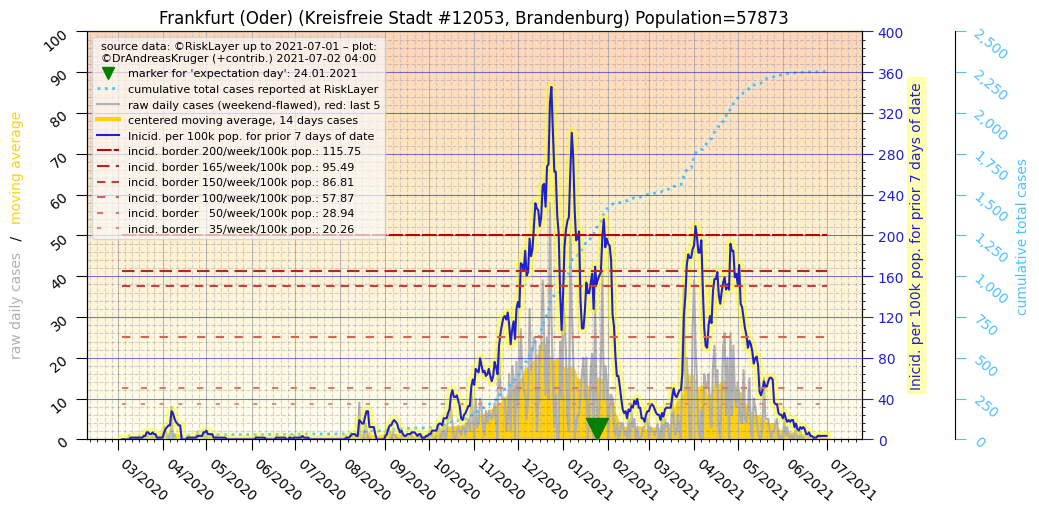 Frankfurt (Oder) (Kreisfreie Stadt #12053, Brandenburg) Population=57873
source data: ©RiskLayer up to 2021-07-01 – plot:
©DrAndreasKruger (+contrib.) 2021-07-02 04:00
marker for 'expectation day': 24.01.2021
cumulative total cases reported at RiskLayer
raw daily cases (weekend-flawed), red: last 5
centered moving average, 14 days cases
Inicid. per 100k pop. for prior 7 days of date
incid. border 200/week/100k pop.: 115.75
incid. border 165/week/100k pop.: 95.49
incid. border 150/week/100k pop.: 86.81
incid. border 100/week/100k pop.: 57.87
incid. border   50/week/100k pop.: 28.94
incid. border   35/week/100k pop.: 20.26
raw daily cases / moving average
100
90
80
70
60
50
40
30
20
10
0
03/2020
04/2020
05/2020
06/2020
07/2020
08/2020
09/2020
10/2020
11/2020
12/2020
01/2021
02/2021
03/2021
04/2021
05/2021
06/2021
07/2021
400
360
320
280
240
200
160
120
80
40
0
Inicid. per 100k pop. for prior 7 days of date
2,500
2,250
2,000
1,750
1,500
1,250
1,000
750
500
250
0
cumulative total cases